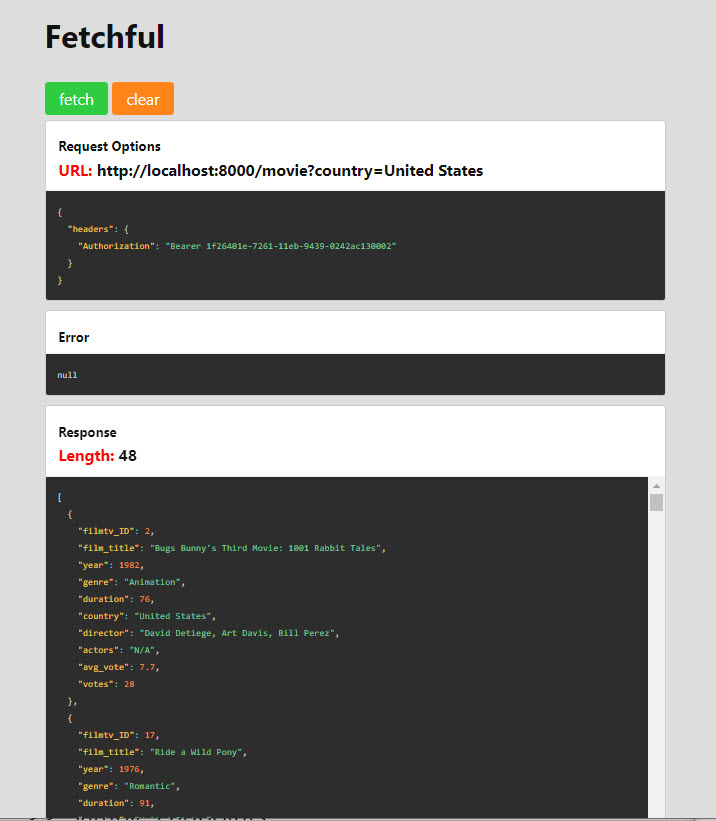 Fetchful
fetch clear
Request Options
URL: http://localhost:8000/movie?country=United States
{
"headers": {
"Authorization": "Bearer 1f26401e-7261-11eb-9439-0242ac130002"
}
}
Error
null
Response
Length: 48
[
{
"filmtv_ID": 2,
"film_title": "Bugs Bunny's Third Movie: 1001 Rabbit Tales",
"year": 1982,
"genre": "Animation",
"duration": 76,
"country": "United States",
"director": "David Detiege, Art Davis, Bill Perez",
"actors": "N/A",
"avg_vote": 7.7,
"votes": 28
},
{
"filmtv_ID": 17,
"film_title": "Ride a Wild Pony",
"year": 1976,
"genre": "Romantic",
"duration": 91,